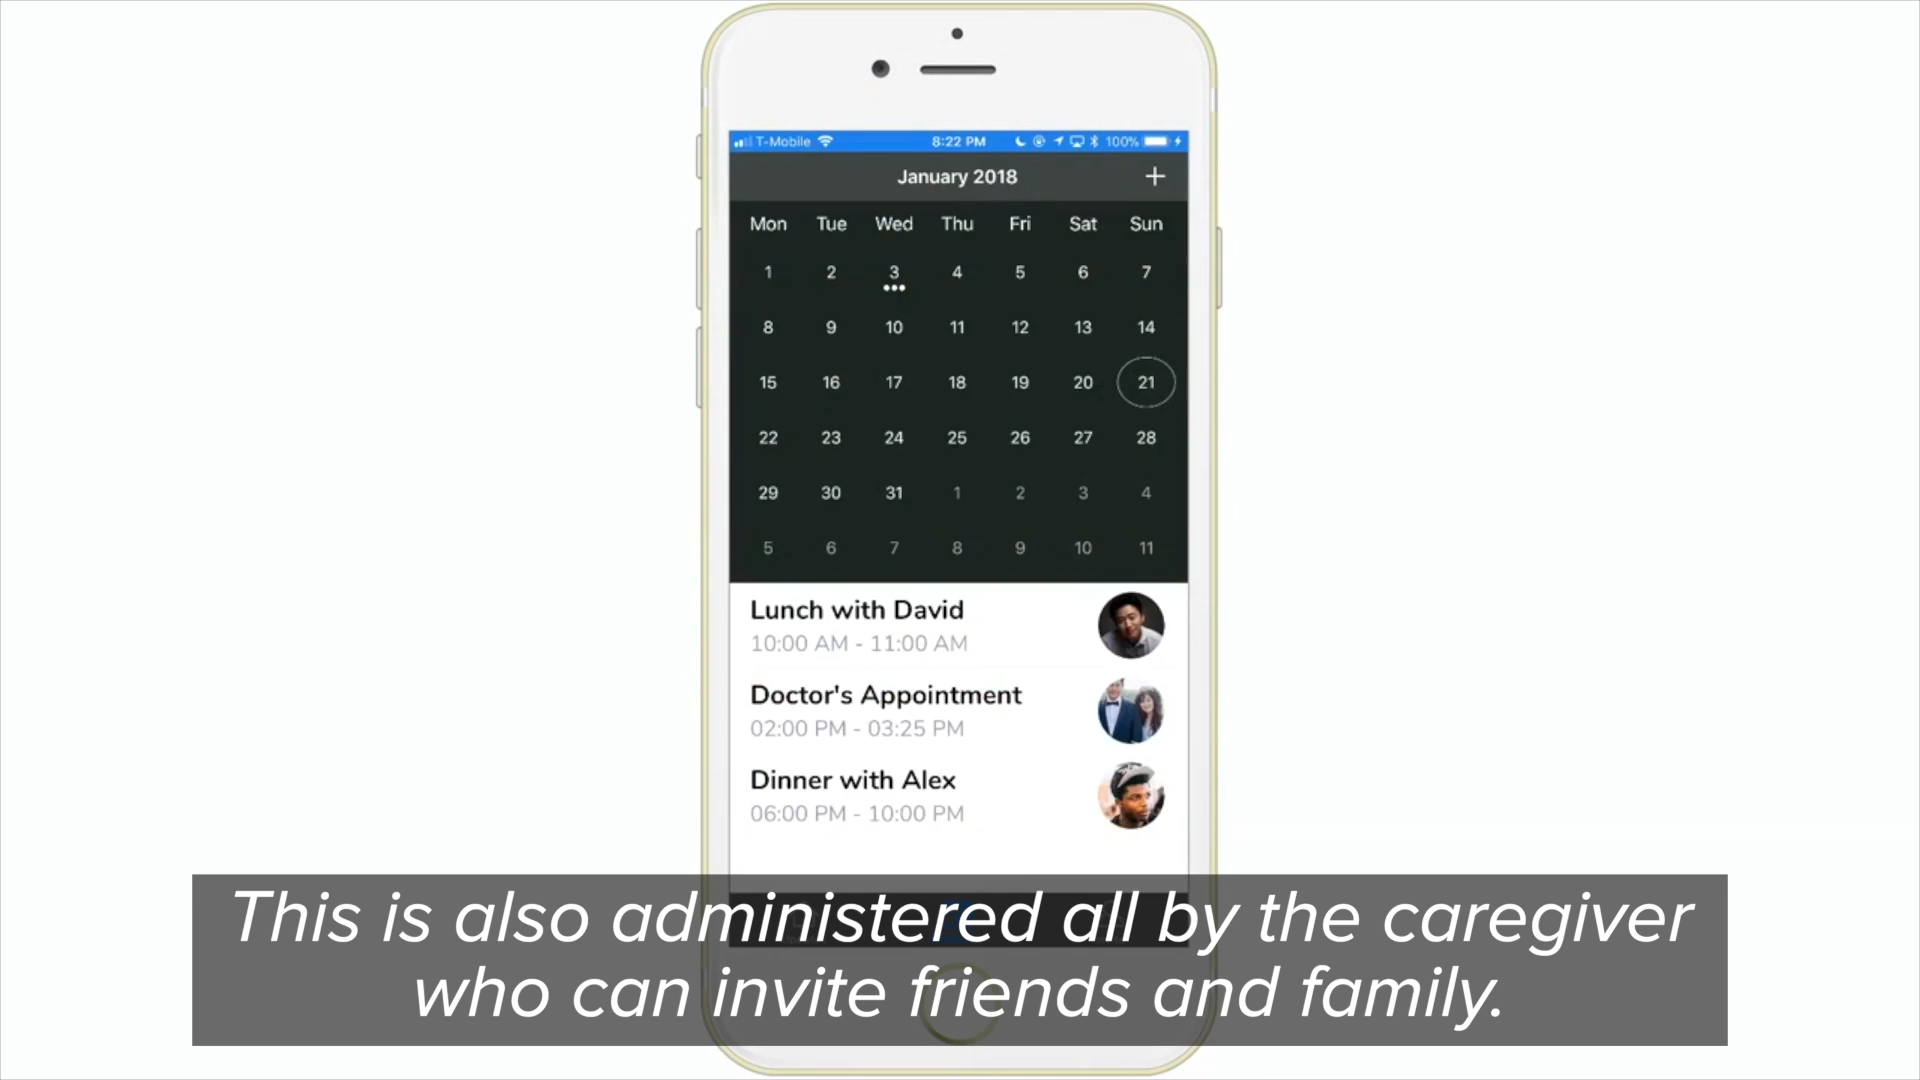 T-Mobile 8:22 PM 100%
January 2018 +
Mon Tue Wed Thu Fri Sat Sun
1 2 3 4 5 6 7
8 9 10 11 12 13 14
15 16 17 18 19 20 21
22 23 24 25 26 27 28
29 30 31 1 2 3 4
5 6 7 8 9 10 11
Lunch with David
10:00 AM - 11:00 AM
Doctor's Appointment
02:00 PM - 03:25 PM
Dinner with Alex
06:00 PM - 10:00 PM
This is also administered all by the caregiver
who can invite friends and family.